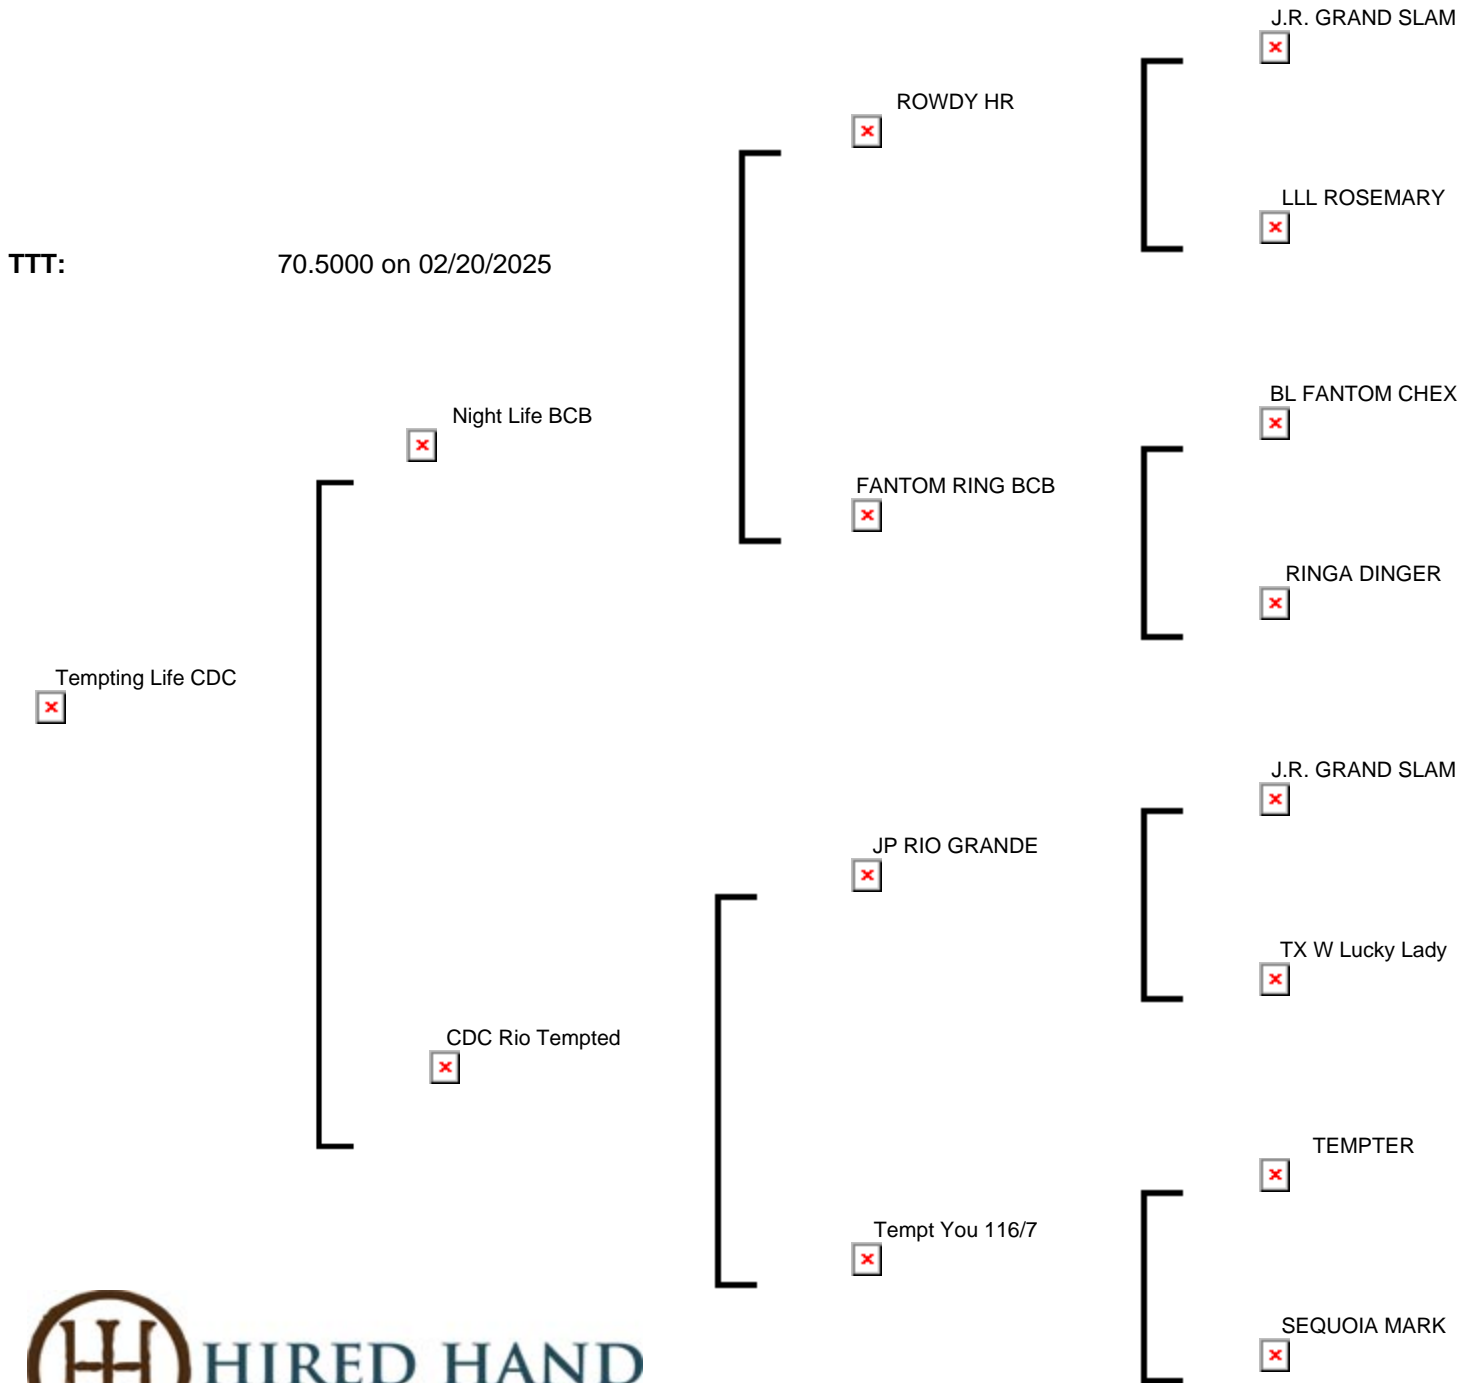 J.R. GRAND SLAM
ROWDY HR
LLL ROSEMARY
TTT: 70.5000 on 02/20/2025
BL FANTOM CHEX
Night Life BCB
FANTOM RING BCB
RINGA DINGER
Tempting Life CDC
J.R. GRAND SLAM
JP RIO GRANDE
TX W Lucky Lady
CDC Rio Tempted
TEMPTER
Tempt You 116/7
SEQUOIA MARK
HH HIRED HAND